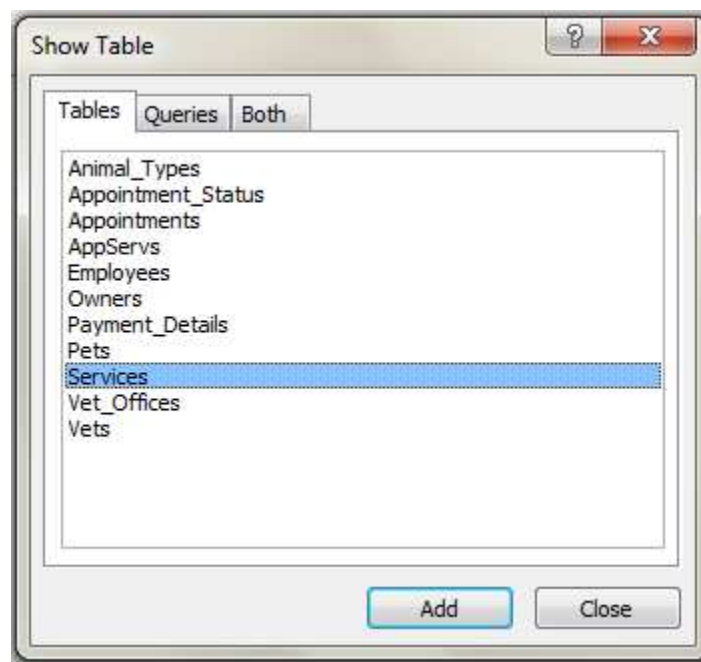 Show Table
?
Tables Queries Both
Animal_Types
Appointment_Status
Appointments
AppServs
Employees
Owners
Payment_Details
Pets
Services
Vet_Offices
Vets
Add Close